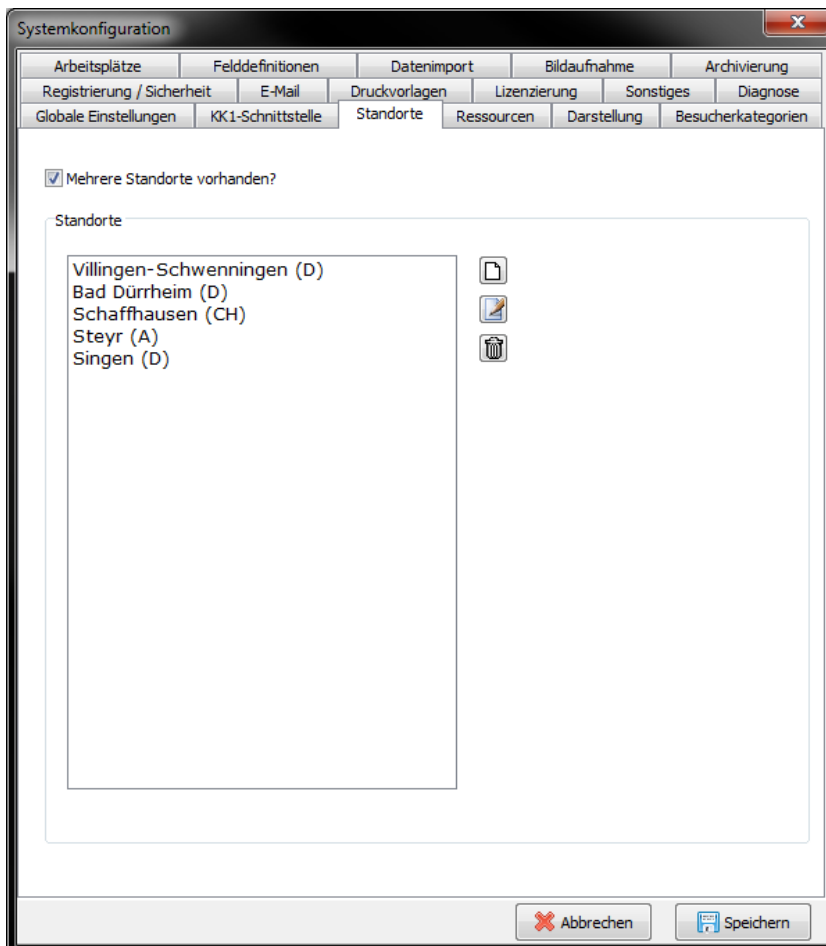 Systemkonfiguration
Arbeitsplätze Felddefinitionen Datenimport Bildaufnahme Archivierung
Registrierung / Sicherheit E-Mail Druckvorlagen Lizenzierung Sonstiges Diagnose
Globale Einstellungen KK1-Schnittstelle Standorte Ressourcen Darstellung Besucherkategorien
Mehrere Standorte vorhanden?
Standorte
Villingen-Schwenningen (D)
Bad Dürrheim (D)
Schaffhausen (CH)
Steyr (A)
Singen (D)
Abbrechen Speichern